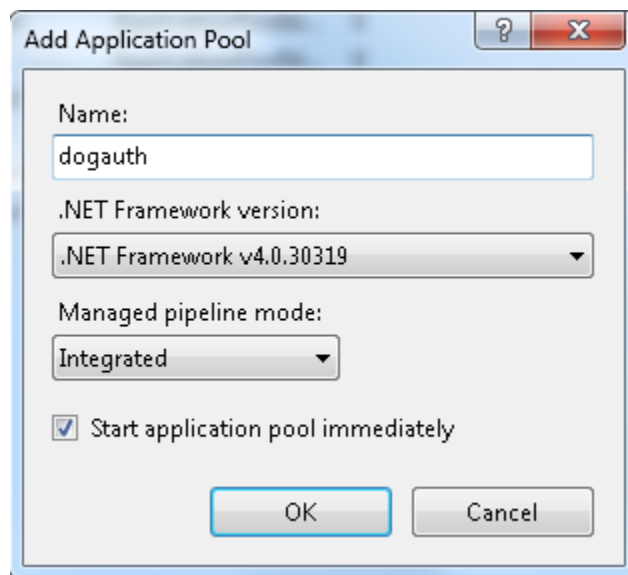 Add Application Pool
Name:
dogauth
.NET Framework version:
.NET Framework v4.0.30319
Managed pipeline mode:
Integrated
Start application pool immediately
OK Cancel